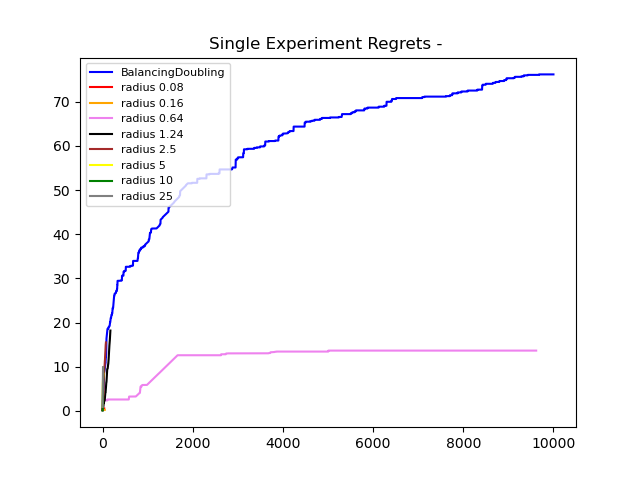 Single Experiment Regrets -
BalancingDoubling
radius 0.08
radius 0.16
radius 0.64
radius 1.24
radius 2.5
radius 5
radius 10
radius 25
70
60
50
40
30
20
10
0
0 2000 4000 6000 8000 10000